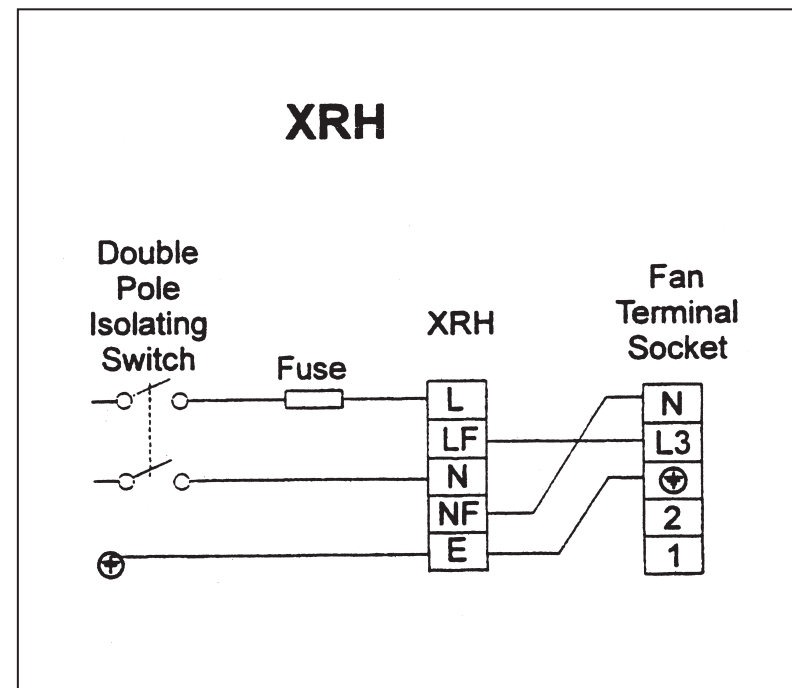 XRH
Double
Pole
Isolating
Switch
Fuse
XRH
Fan
Terminal
Socket
L
LF
N
NF
E
N
L3
2
1